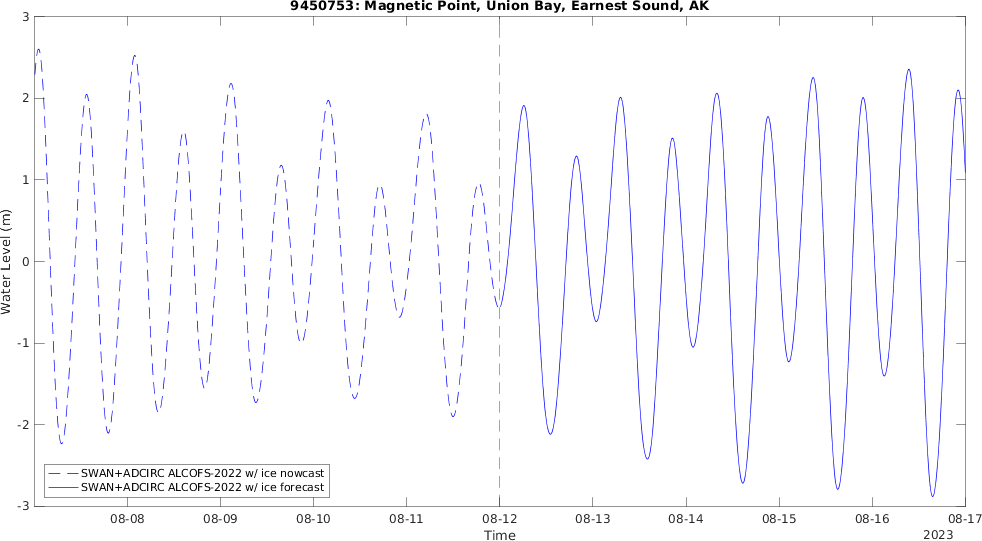 9450753: Magnetic Point, Union Bay, Earnest Sound, AK
3
2
1
0
-1
-2
-3
Water Level (m)
SWAN+ADCIRC ALCOFS-2022 w/ ice nowcast
SWAN+ADCIRC ALCOFS-2022 w/ ice forecast
08-08 08-09 08-10 08-11 08-12 08-13 08-14 08-15 08-16 08-17
Time
2023